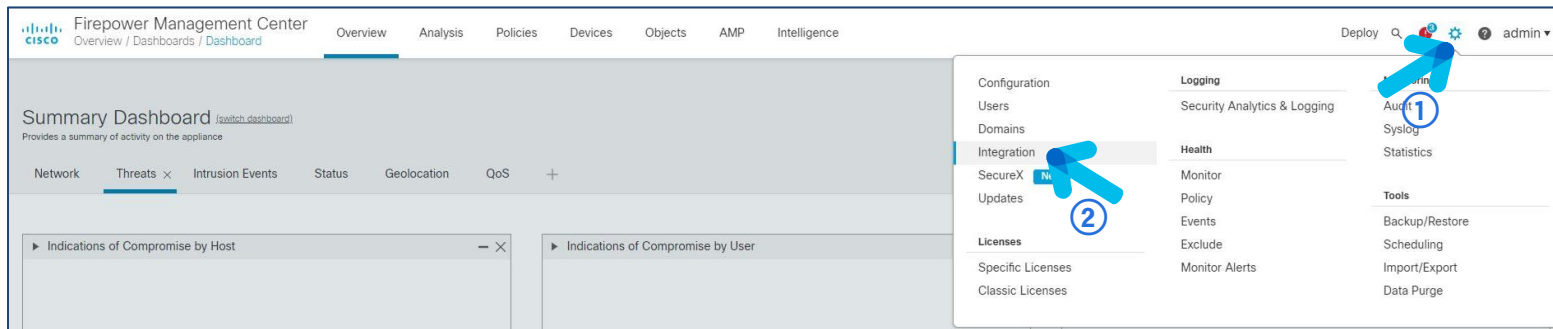 Firepower Management Center
CISCO Overview / Dashboards / Dashboard
Overview Analysis Policies Devices Objects AMP Intelligence
Deploy 3 ? admin
Summary Dashboard (switch dashboard)
Provides a summary of activity on the appliance
Network Threats × Intrusion Events Status Geolocation QoS +
Indications of Compromise by Host
Indications of Compromise by User
Configuration
Users
Domains
Integration
SecureX
Updates
Licenses
Specific Licenses
Classic Licenses
Logging
Security Analytics & Logging
Health
Monitor
Policy
Events
Exclude
Monitor Alerts
Audit
Syslog
Statistics
Tools
Backup/Restore
Scheduling
Import/Export
Data Purge
1
2